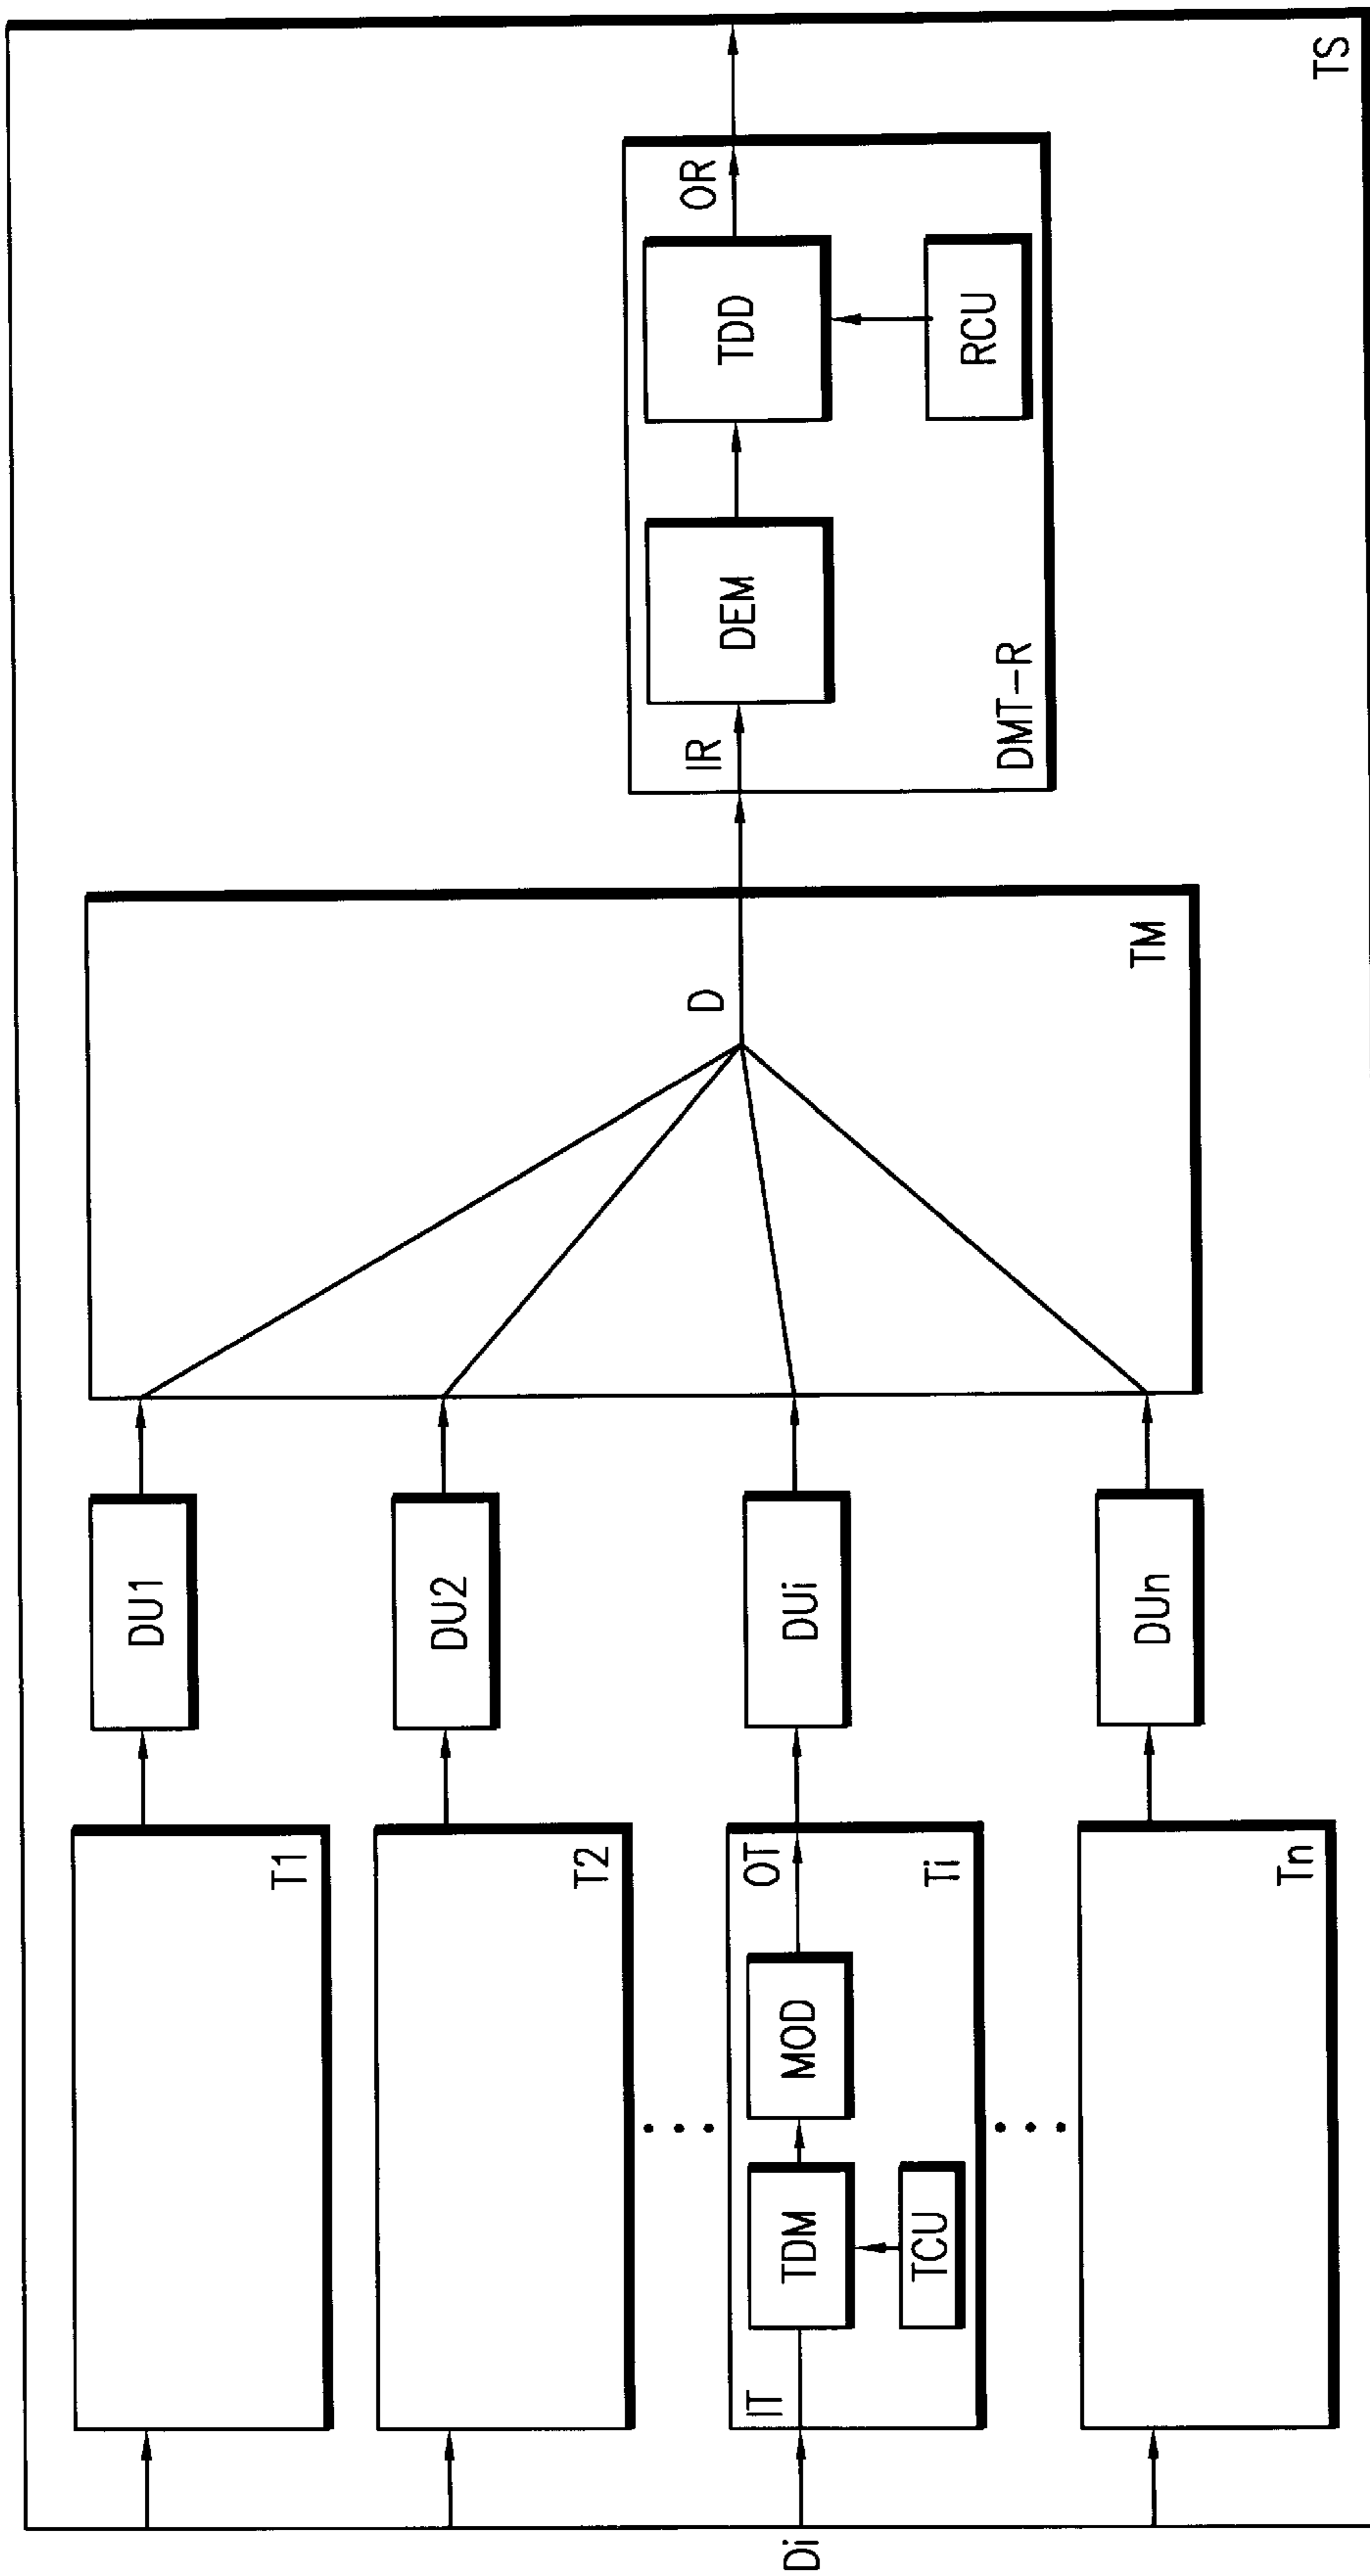 TS
T1
DU1
T2
DU2
Di
IT
TDM
TCU
MOD
OT
Ti
DUi
Tn
DUn
D
TM
IR
DEM
TDD
OR
RCU
DMT-R